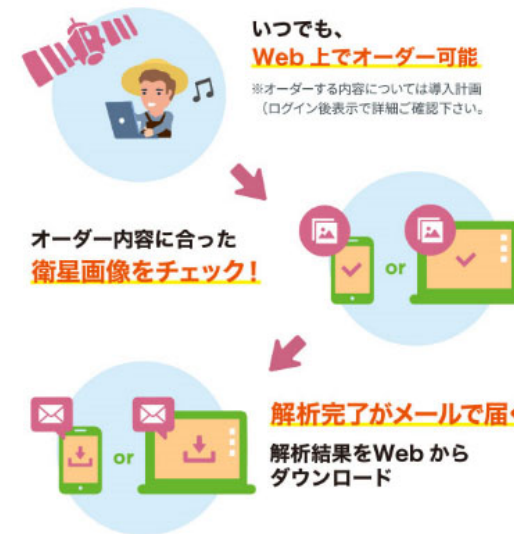 いつでも、
Web 上でオーダー可能
※オーダーする内容については導入計画
（ログイン後表示で詳細ご確認下さい。
オーダー内容に合った
衛星画像をチェック！
or
or
解析完了がメールで届
解析結果をWeb から
ダウンロード